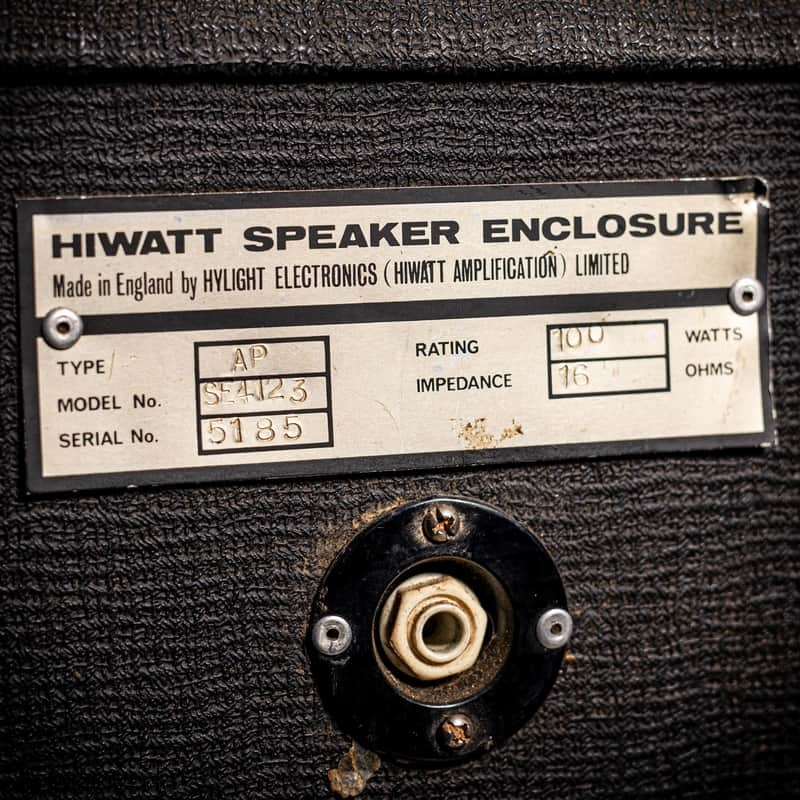 HIWATT SPEAKER ENCLOSURE
Made in England by HYLIGHT ELECTRONICS (HIWATT AMPLIFICATION) LIMITED
TYPE AP
MODEL No. SE4123
SERIAL No. 5185
RATING 100 WATTS
IMPEDANCE 16 OHMS